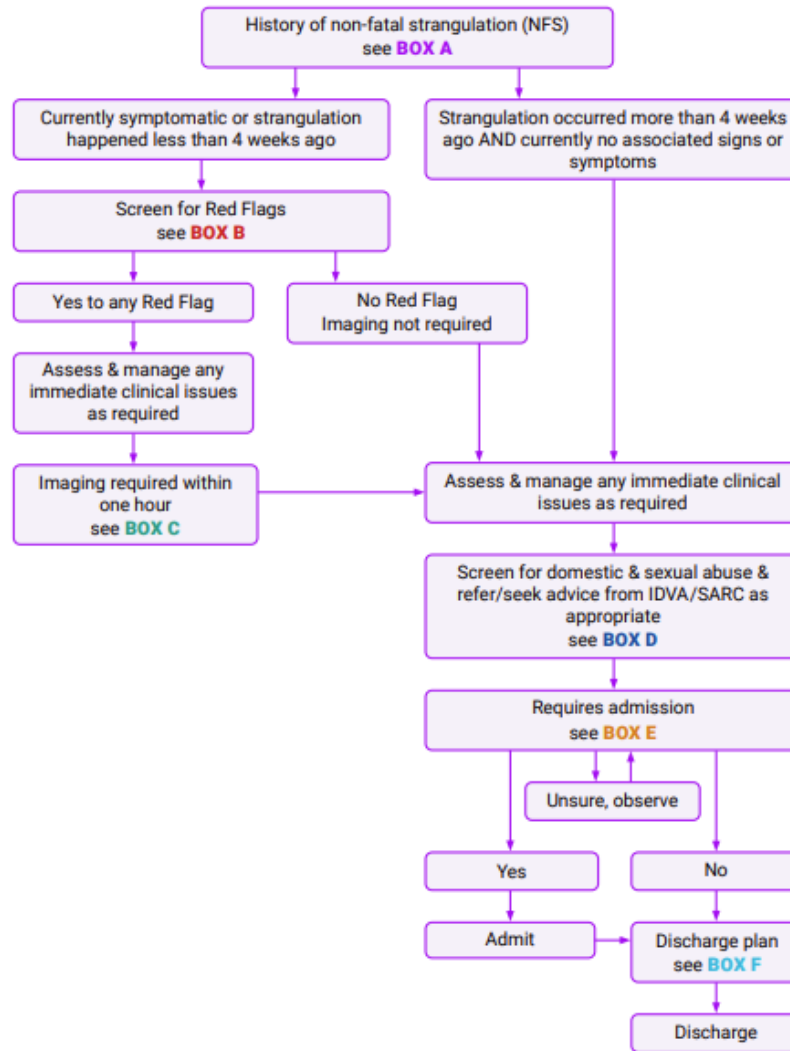 History of non-fatal strangulation (NFS)
see BOX A
Currently symptomatic or strangulation
happened less than 4 weeks ago
Strangulation occurred more than 4 weeks
ago AND currently no associated signs or
symptoms
Screen for Red Flags
see BOX B
Yes to any Red Flag
No Red Flag
Imaging not required
Assess & manage any
immediate clinical issues
as required
Imaging required within
one hour
see BOX C
Assess & manage any immediate clinical
issues as required
Screen for domestic & sexual abuse &
refer/seek advice from IDVA/SARC as
appropriate
see BOX D
Requires admission
see BOX E
Unsure, observe
Yes
No
Admit
Discharge plan
see BOX F
Discharge